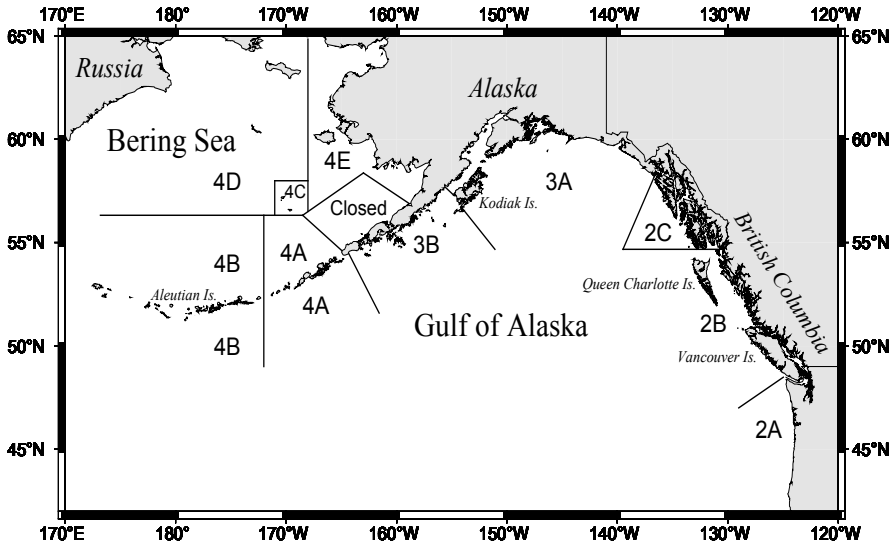 170°E 180° 170°W 160°W 150°W 140°W 130°W 120°W
65°N 65°N
Russia
Alaska
Bering Sea
60°N 60°N
4E
4D
4C
3A
Closed
Kodiak Is.
55°N 55°N
2C
3B
4A
4B
British Columbia
Queen Charlotte Is.
Aleutian Is.
4A
Gulf of Alaska
2B
50°N 50°N
4B
Vancouver Is.
2A
45°N 45°N
170°E 180° 170°W 160°W 150°W 140°W 130°W 120°W